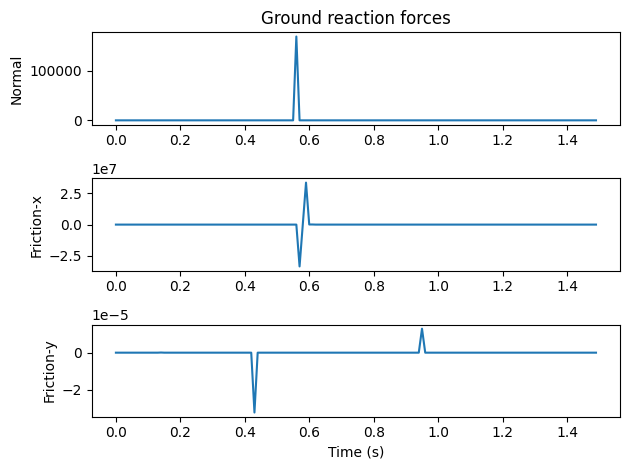 Ground reaction forces
Normal
100000
0
0.0 0.2 0.4 0.6 0.8 1.0 1.2 1.4
1e7
Friction-x
2.5
0.0
−2.5
0.0 0.2 0.4 0.6 0.8 1.0 1.2 1.4
1e−5
Friction-y
0
−2
0.0 0.2 0.4 0.6 0.8 1.0 1.2 1.4
Time (s)